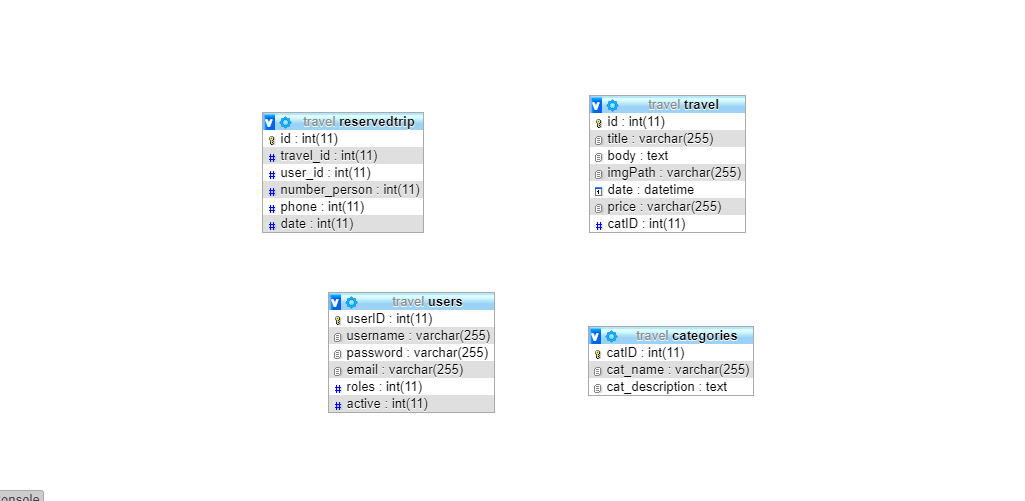 travel reservedtrip
id : int(11)
travel_id : int(11)
user_id : int(11)
number_person : int(11)
phone : int(11)
date : int(11)
travel travel
id : int(11)
title : varchar(255)
body : text
imgPath : varchar(255)
date : datetime
price : varchar(255)
catID : int(11)
travel users
userID : int(11)
username : varchar(255)
password : varchar(255)
email : varchar(255)
roles : int(11)
active : int(11)
travel categories
catID : int(11)
cat_name : varchar(255)
cat_description : text
onsole